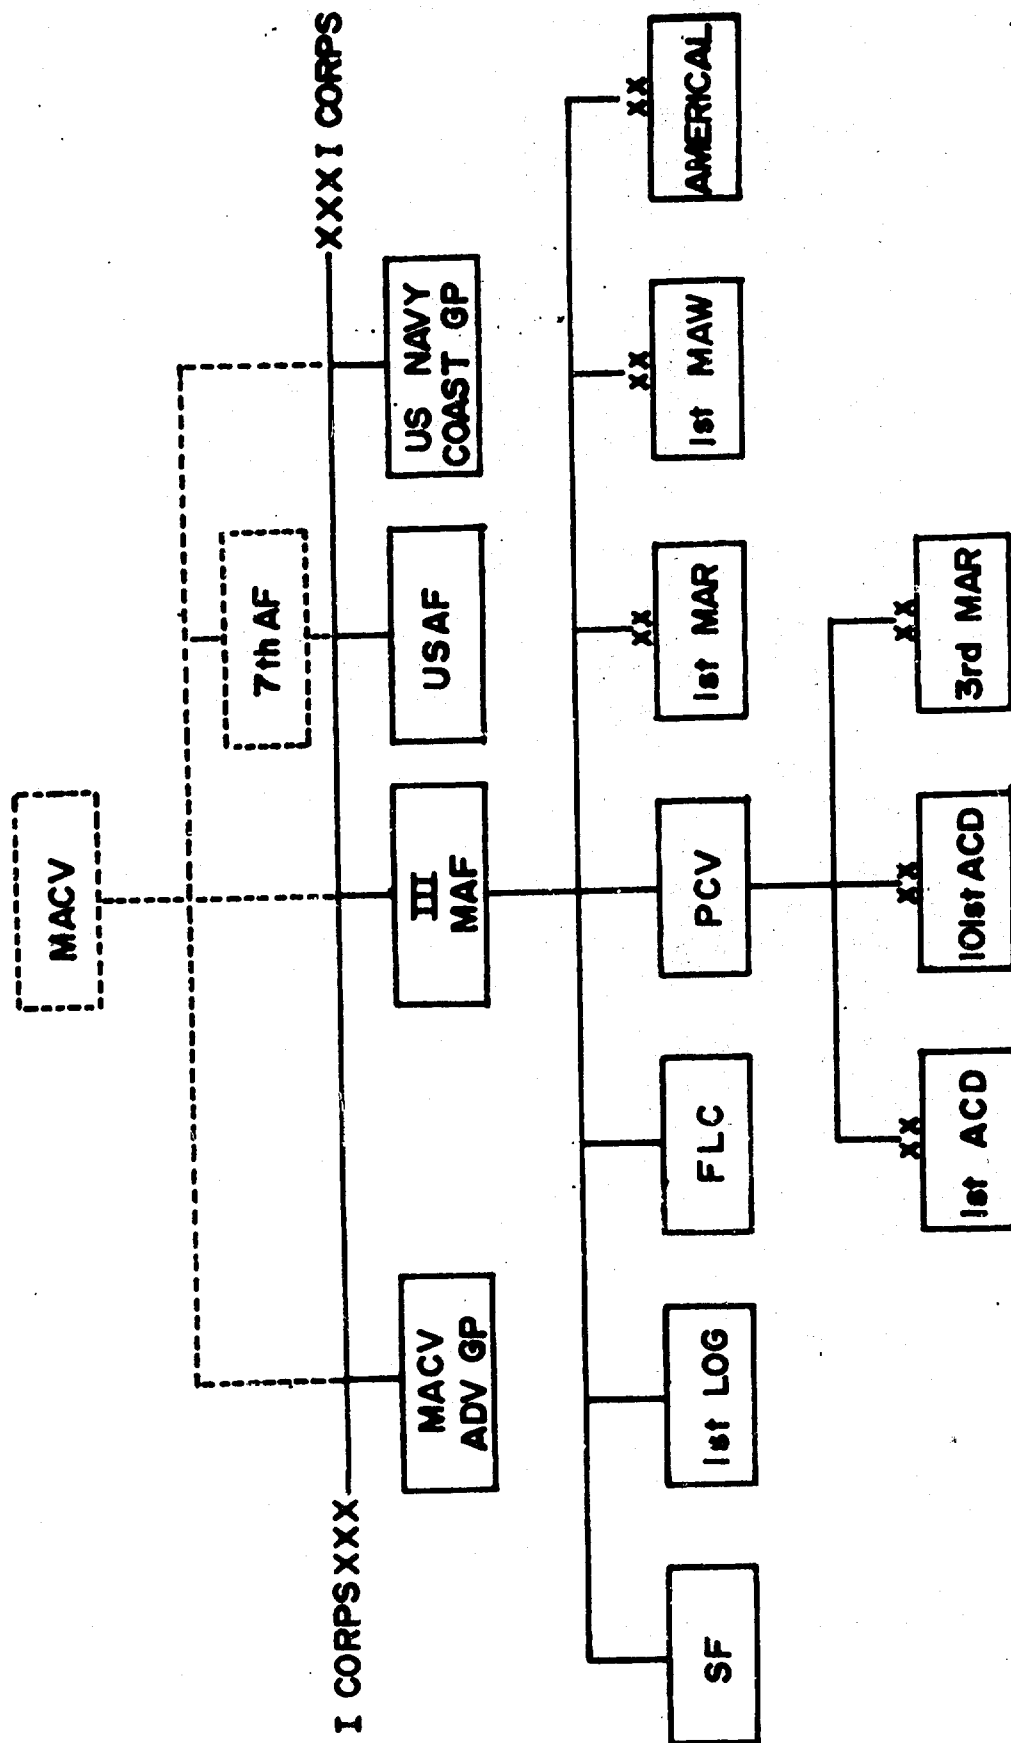 MACV
7th AF
I CORPS XXX
XXX I CORPS
MACV
ADV GP
III
MAF
USAF
US NAVY
COAST GP
SF
1st LOG
FLC
PCV
XX
1st MAR
XX
1st MAW
XX
AMERICAL
XX
1st ACD
XX
101st ACD
XX
3rd MAR